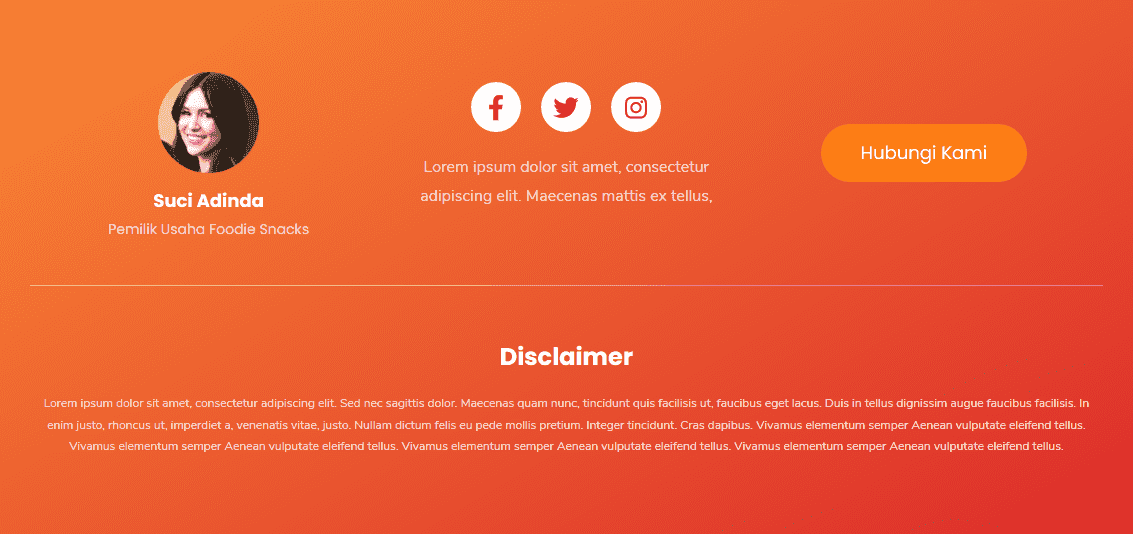 Suci Adinda
Pemilik Usaha Foodie Snacks
Lorem ipsum dolor sit amet, consectetur
adipiscing elit. Maecenas mattis ex tellus,
Hubungi Kami
Disclaimer
Lorem ipsum dolor sit amet, consectetur adipiscing elit. Sed nec sagittis dolor. Maecenas quam nunc, tincidunt quis facilisis ut, faucibus eget lacus. Duis in tellus dignissim augue faucibus facilisis. In
enim justo, rhoncus ut, imperdiet a, venenatis vitae, justo. Nullam dictum felis eu pede mollis pretium. Integer tincidunt. Cras dapibus. Vivamus elementum semper Aenean vulputate eleifend tellus.
Vivamus elementum semper Aenean vulputate eleifend tellus. Vivamus elementum semper Aenean vulputate eleifend tellus. Vivamus elementum semper Aenean vulputate eleifend tellus.